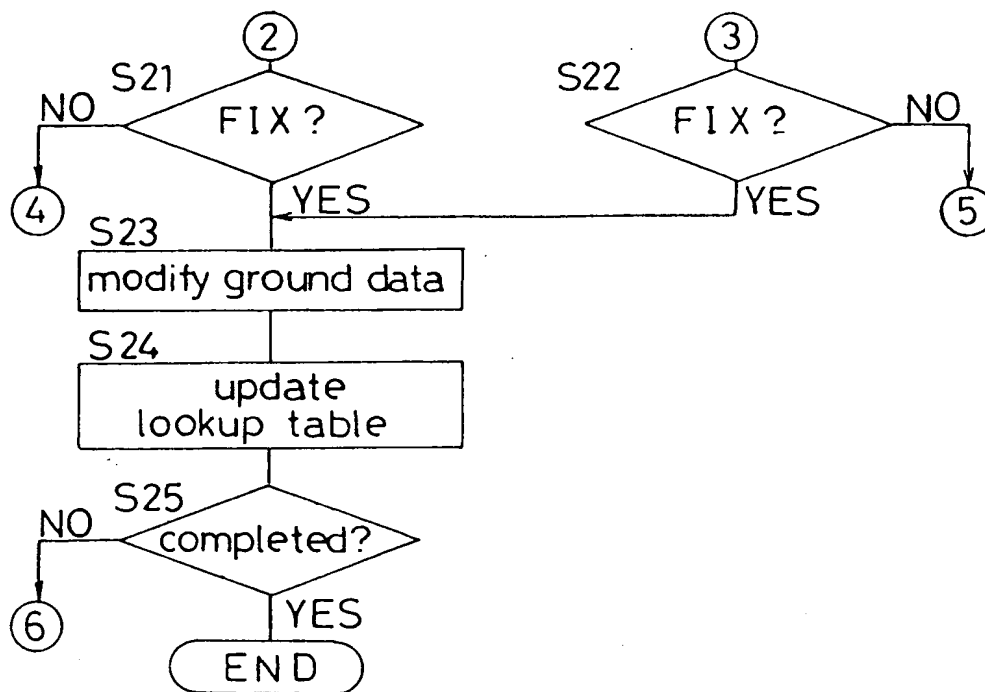 2
3
S21
S22
NO
FIX?
FIX?
NO
4
YES
YES
5
S23
modify ground data
S24
update
lookup table
S25
NO
completed?
6
YES
END